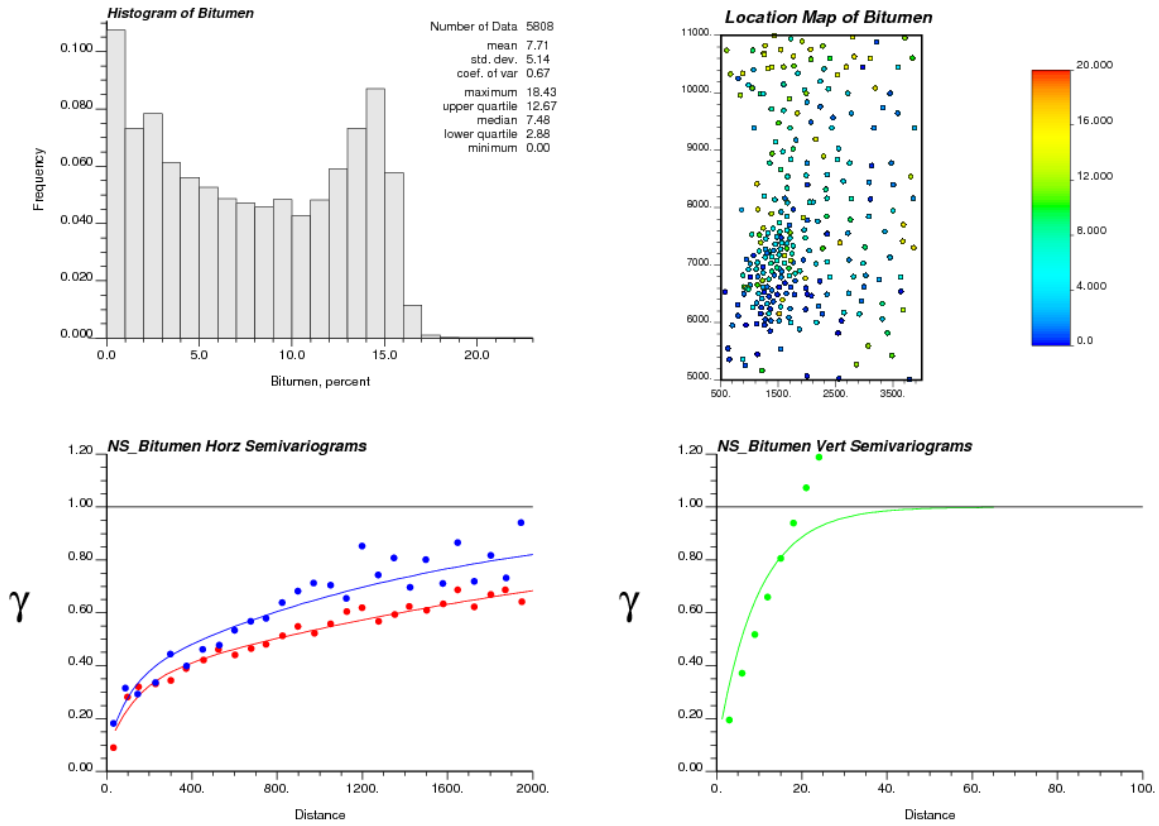 Histogram of Bitumen
Number of Data 5808
mean 7.71
std. dev. 5.14
coef. of var 0.67
maximum 18.43
upper quartile 12.67
median 7.48
lower quartile 2.88
minimum 0.00
Frequency
0.100
0.080
0.060
0.040
0.020
0.000
0.0 5.0 10.0 15.0 20.0
Bitumen, percent
Location Map of Bitumen
11000.
10000.
9000.
8000.
7000.
6000.
5000.
500. 1500. 2500. 3500.
20.000
16.000
12.000
8.000
4.000
0.0
NS_Bitumen Horz Semivariograms
γ
1.20
1.00
0.80
0.60
0.40
0.20
0.00
0. 400. 800. 1200. 1600. 2000.
Distance
NS_Bitumen Vert Semivariograms
γ
1.20
1.00
0.80
0.60
0.40
0.20
0.00
0. 20. 40. 60. 80. 100.
Distance